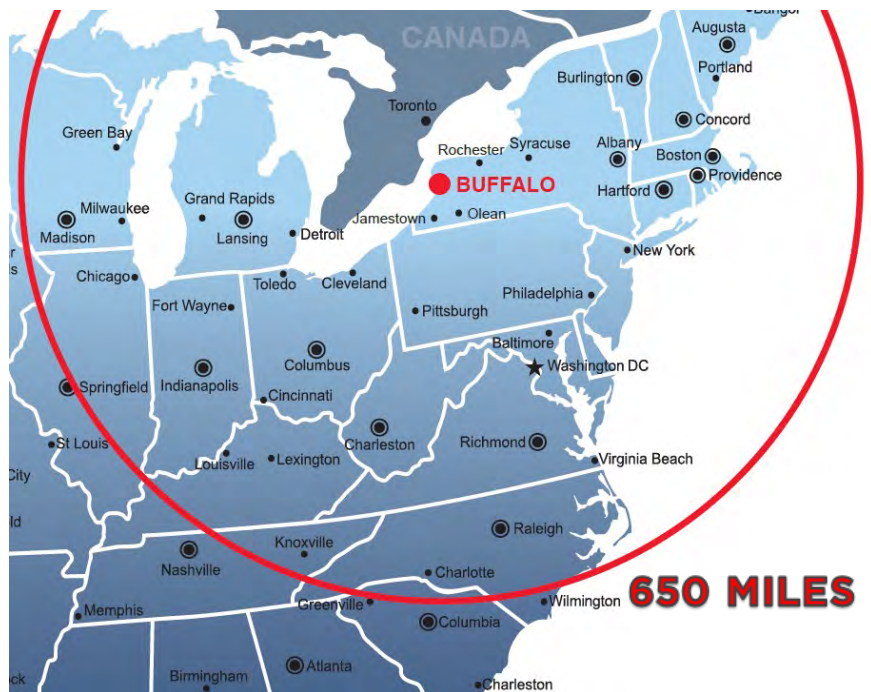 Bangor
CANADA
Augusta
Burlington
Portland
Toronto
Concord
Green Bay
Rochester
Syracuse
Albany
Boston
Providence
BUFFALO
Hartford
Grand Rapids
Milwaukee
Madison
Lansing
Detroit
Jamestown
Olean
New York
Chicago
Toledo
Cleveland
Fort Wayne
Philadelphia
Pittsburgh
Baltimore
Columbus
Washington DC
Springfield
Indianapolis
Cincinnati
St Louis
Charleston
Richmond
Louisville
Lexington
Virginia Beach
City
Raleigh
Knoxville
Nashville
Charlotte
650 MILES
Memphis
Greenville
Wilmington
Columbia
Atlanta
Birmingham
Charleston